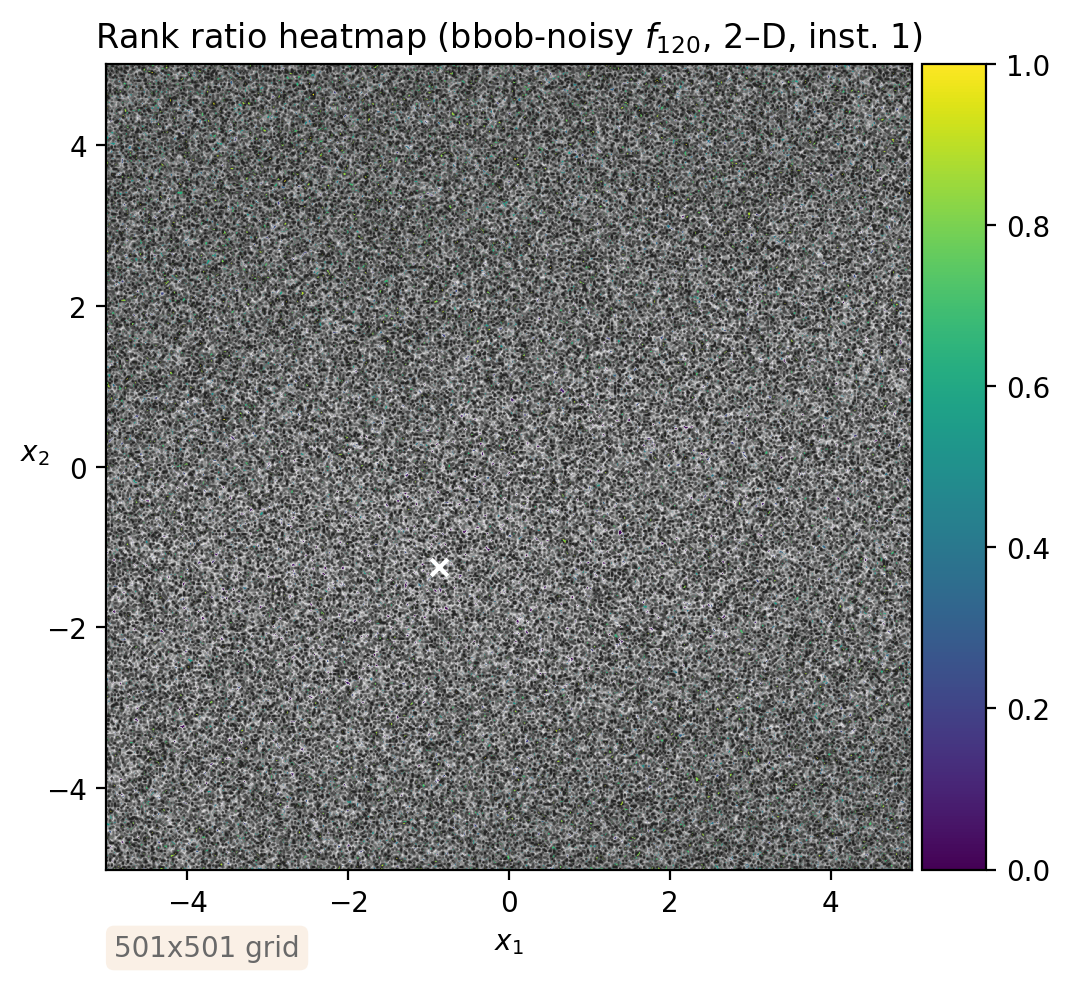 Rank ratio heatmap (bbob-noisy f₁₂₀, 2–D, inst. 1)
1.0
0.8
0.6
0.4
0.2
0.0
4
2
0
−2
−4
x₂
−4 −2 0 2 4
x₁
501x501 grid